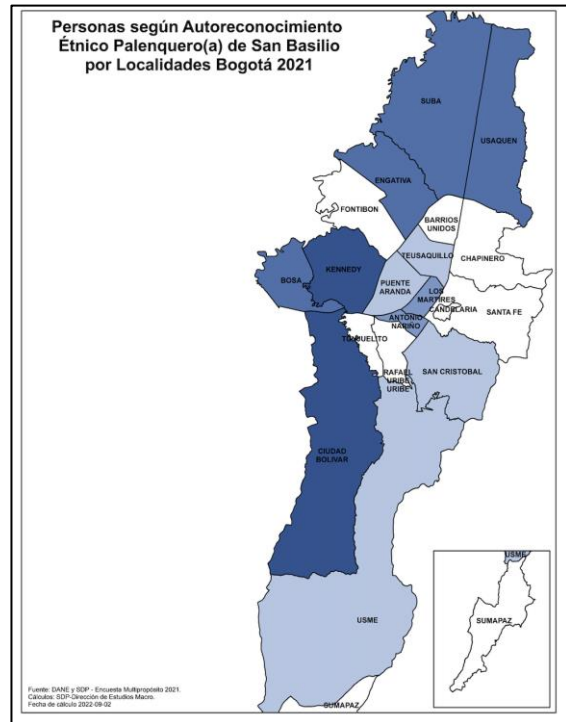 Personas según Autoreconocimiento
Étnico Palenquero(a) de San Basilio
por Localidades Bogotá 2021
SUBA
USAQUEN
ENGATIVA
FONTIBON
BARRIOS
UNIDOS
TEUSAQUILLO
CHAPINERO
KENNEDY
BOSA
PUENTE
ARANDA
LOS
MARTIRES
CANDELARIA
SANTA FE
ANTONIO
NARIÑO
TUNJUELITO
RAFAEL
URIBE
URIBE
SAN CRISTOBAL
CIUDAD
BOLIVAR
USME
SUMAPAZ
USME
SUMAPAZ
Fuente: DANE y SDP - Encuesta Multipropósito 2021.
Cálculos: SDP-Dirección de Estudios Macro.
Fecha de cálculo 2022-09-02